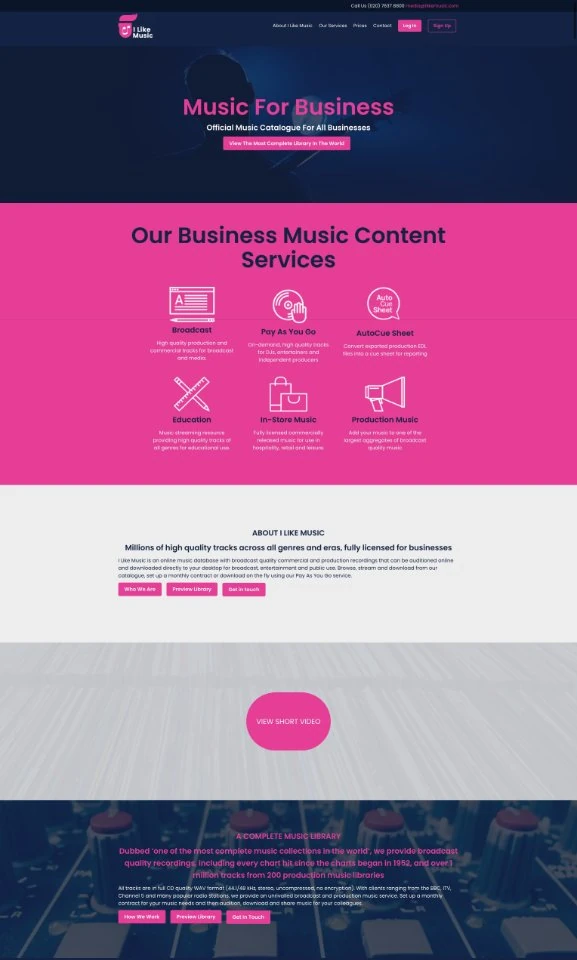 Call Us (020) 7537 8800 media@ilikemusic.com
I Like
Music
About I Like Music Our Services Prices Contact Log In Sign Up
Music For Business
Official Music Catalogue For All Businesses
View The Most Complete Library In The World
Our Business Music Content
Services
A
Auto
Cue
Sheet
Broadcast
Pay As You Go
AutoCue Sheet
High quality production and
commercial tracks for broadcast
and media
On-demand, high quality tracks
for DJs, entertainers and
independent producers
Convert exported production EDL
files into a cue sheet for reporting
Education
In-Store Music
Production Music
Music streaming resource
providing high quality tracks of
all genres for educational use
Fully licensed commercially
released music for use in
hospitality, retail and leisure
Add your music to one of the
largest aggregates of broadcast
quality music
ABOUT I LIKE MUSIC
Millions of high quality tracks across all genres and eras, fully licensed for businesses
I Like Music is an online music database with broadcast quality commercial and production recordings that can be auditioned online
and downloaded directly to your desktop for broadcast, entertainment and public use. Browse, stream and download from our
catalogue, set up a monthly contract or download on the fly using our Pay As You Go service.
Who We Are Preview Library Get in touch
VIEW SHORT VIDEO
A COMPLETE MUSIC LIBRARY
Dubbed 'one of the most complete music collections in the world', we provide broadcast
quality recordings; including every chart hit since the charts began in 1952, and over 1
million tracks from 200 production music libraries
All tracks are in full CD quality WAV format (44.1/48 kHz, stereo, uncompressed, no encryption). With clients ranging from the BBC, ITV,
Channel 5 and many popular radio stations, we provide an unrivalled broadcast and production music service. Set up a monthly
contract for your music needs and then audition, download and share music for your colleagues.
How We Work Preview Library Get In Touch